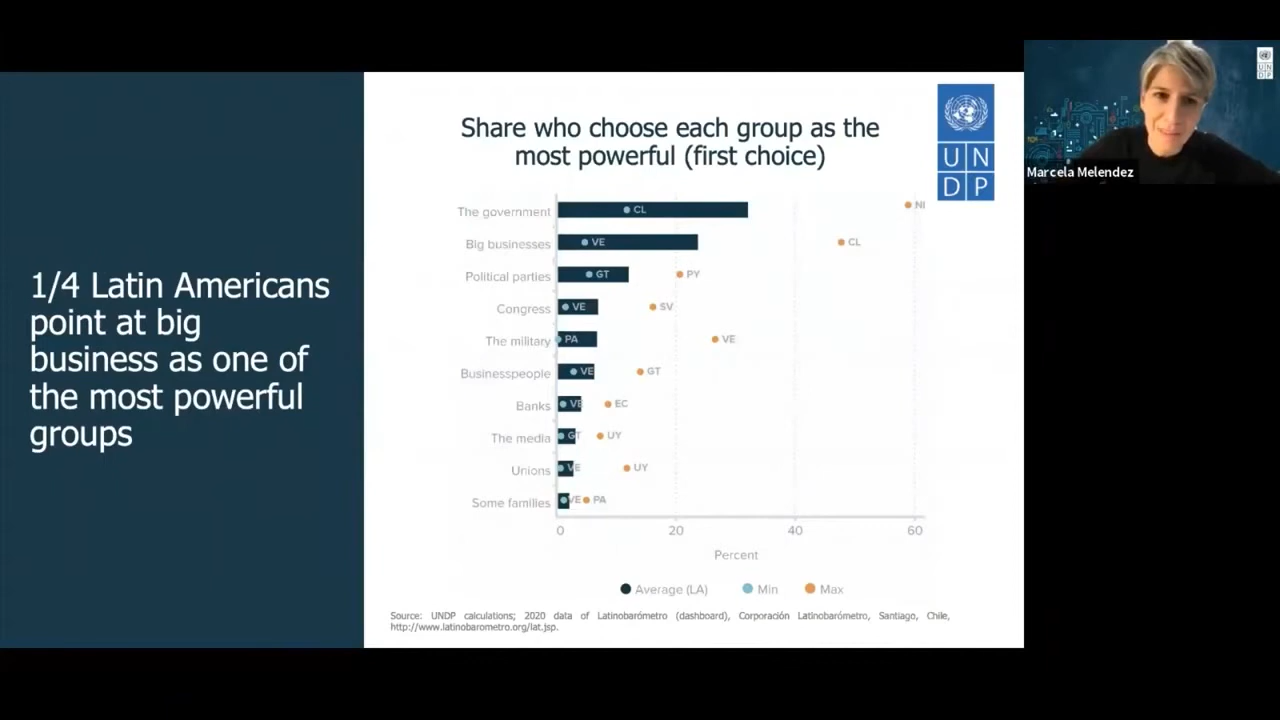 1/4 Latin Americans
point at big
business as one of
the most powerful
groups
Share who choose each group as the
most powerful (first choice)
U N
D P
The government
CL
NI
Big businesses
VE
CL
Political parties
GT
PY
Congress
VE
SV
The military
PA
VE
Businesspeople
VE
GT
Banks
VE
EC
The media
GT
UY
Unions
VE
UY
Some families
VE
PA
0 20 40 60
Percent
Average (LA) Min Max
Source: UNDP calculations; 2020 data of Latinobarómetro (dashboard), Corporación Latinobarómetro, Santiago, Chile,
http://www.latinobarometro.org/lat.jsp.
U N
D P
Marcela Melendez